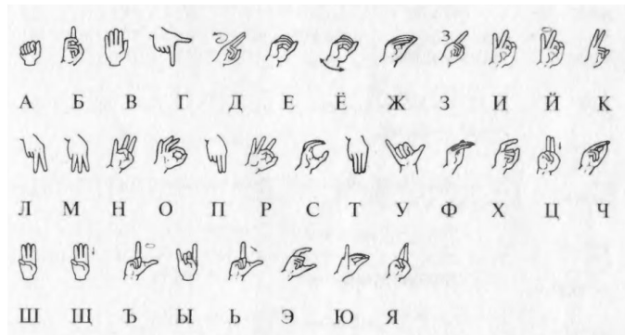 А Б В Г Д Е Ё Ж З И Й К
Л М Н О П Р С Т У Ф Х Ц Ч
Ш Щ Ъ Ы Ь Э Ю Я